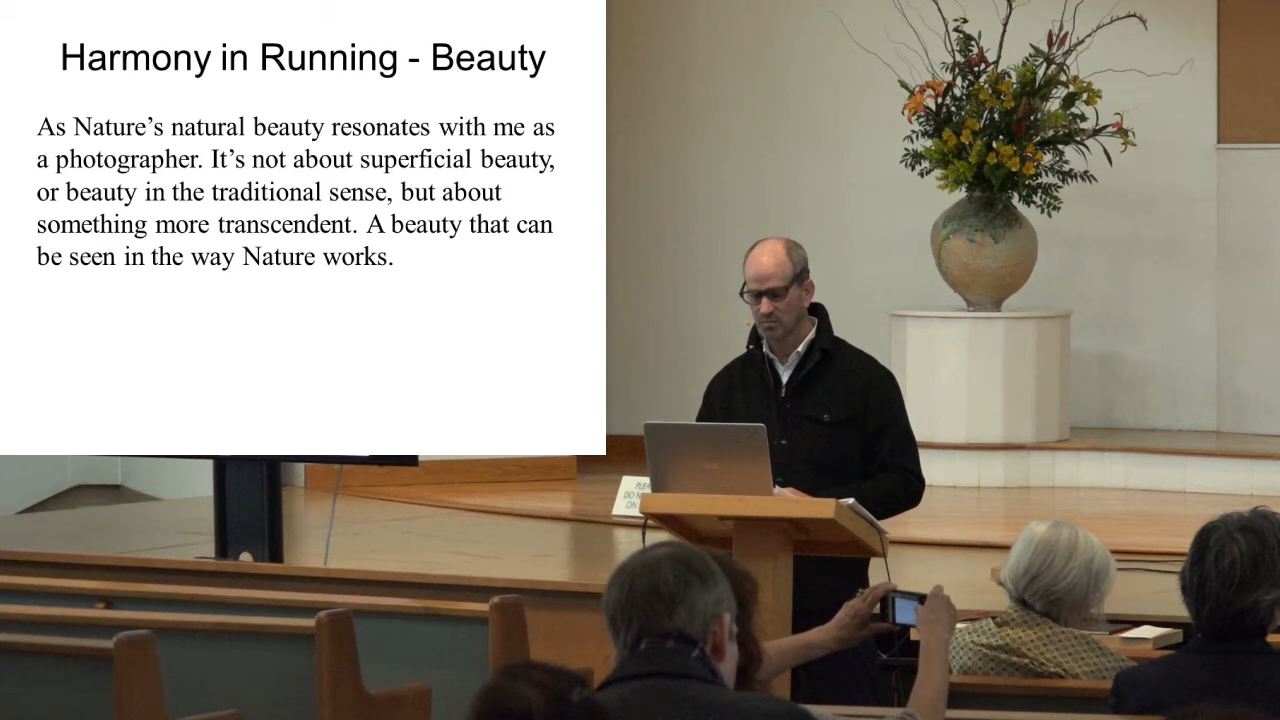 Harmony in Running - Beauty
As Nature’s natural beauty resonates with me as
a photographer. It’s not about superficial beauty,
or beauty in the traditional sense, but about
something more transcendent. A beauty that can
be seen in the way Nature works.
DO
ON